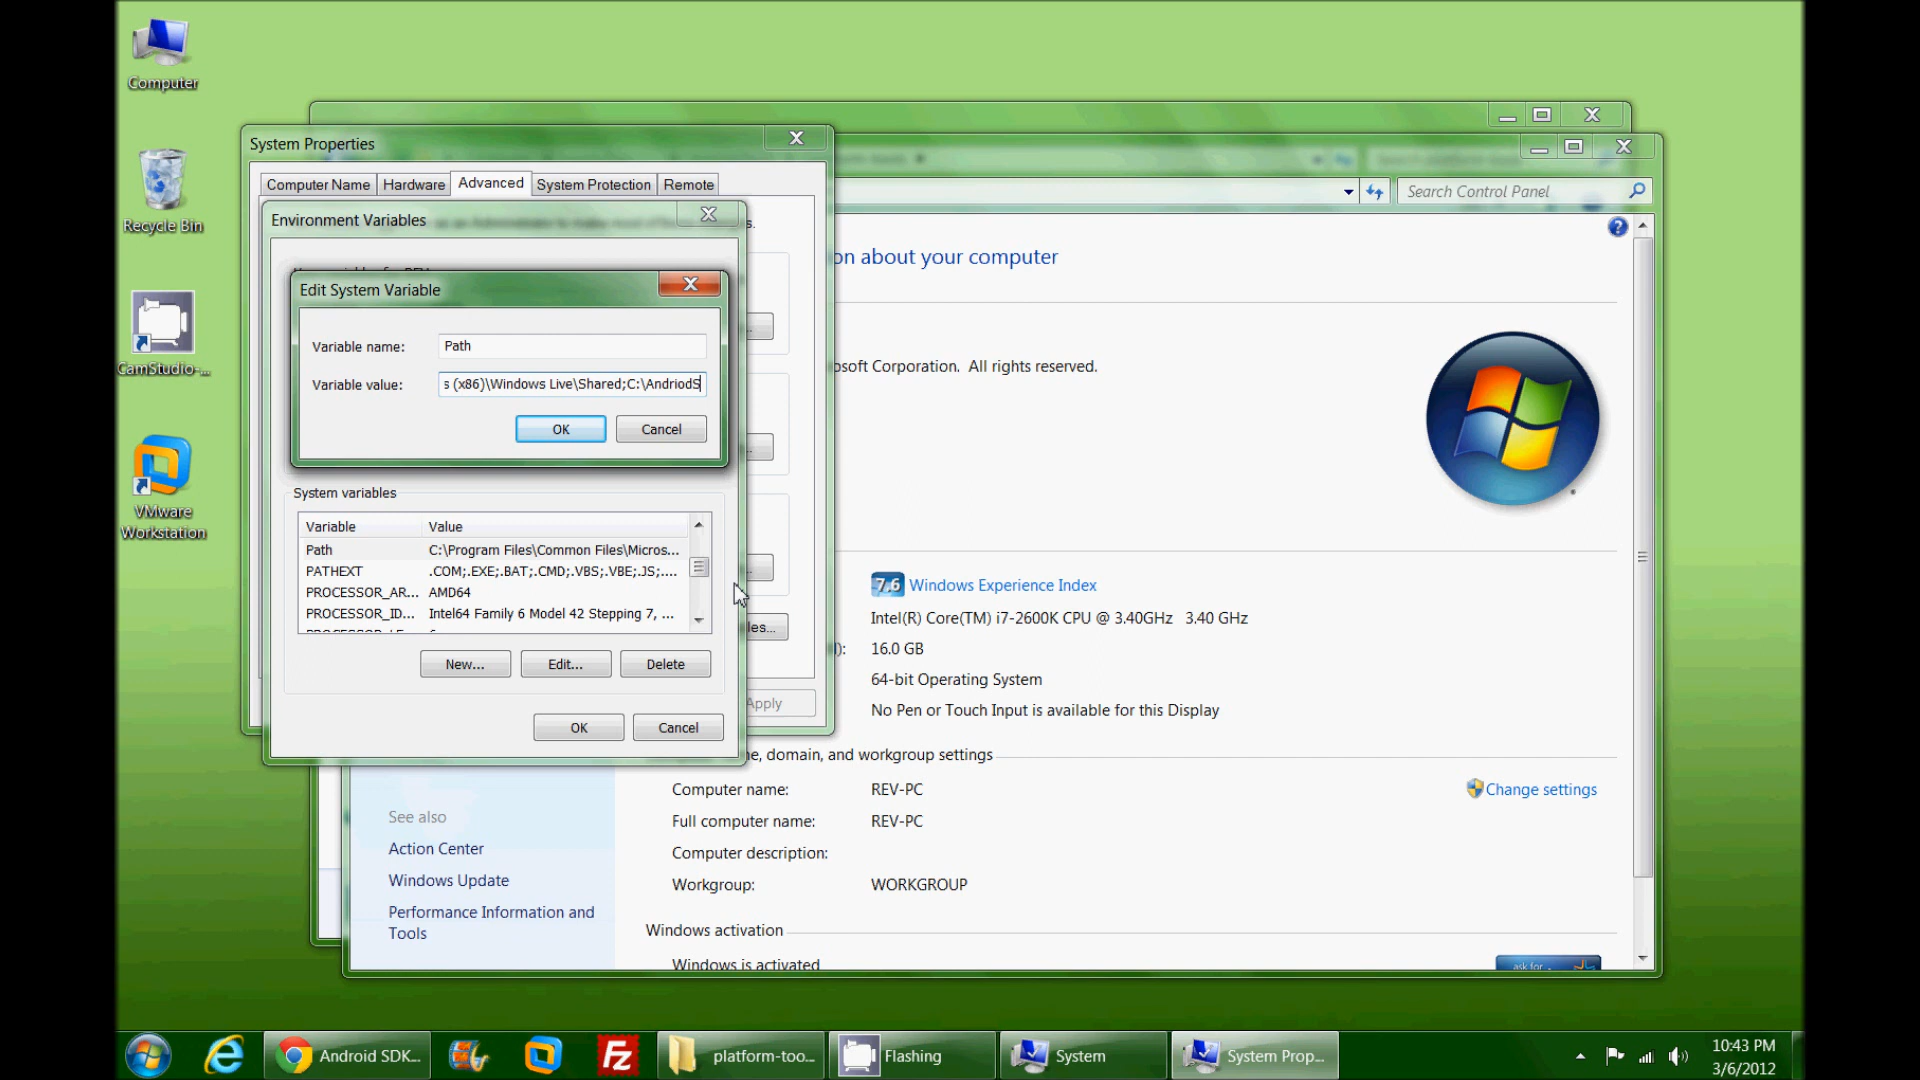 Computer
Recycle Bin
CamStudio-...
VMware
Workstation
System Properties
Computer Name
Hardware
Advanced
System Protection
Remote
Environment Variables
Edit System Variable
Variable name:
Path
Variable value:
s (x86)\Windows Live\Shared;C:\AndriodS
OK
Cancel
System variables
Variable
Value
Path
C:\Program Files\Common Files\Micros...
PATHEXT
.COM;.EXE;.BAT;.CMD;.VBS;.VBE;.JS;....
PROCESSOR_AR...
AMD64
PROCESSOR_ID...
Intel64 Family 6 Model 42 Stepping 7, ...
New...
Edit...
Delete
OK
Cancel
les...
Apply
Search Control Panel
on about your computer
osoft Corporation.  All rights reserved.
7.6 Windows Experience Index
Intel(R) Core(TM) i7-2600K CPU @ 3.40GHz   3.40 GHz
):
16.0 GB
64-bit Operating System
No Pen or Touch Input is available for this Display
me, domain, and workgroup settings
Computer name:
REV-PC
Change settings
Full computer name:
REV-PC
Computer description:
Workgroup:
WORKGROUP
Windows activation
Windows is activated
ask for
See also
Action Center
Windows Update
Performance Information and
Tools
Android SDK...
Fz
platform-too...
Flashing
System
System Prop...
10:43 PM
3/6/2012